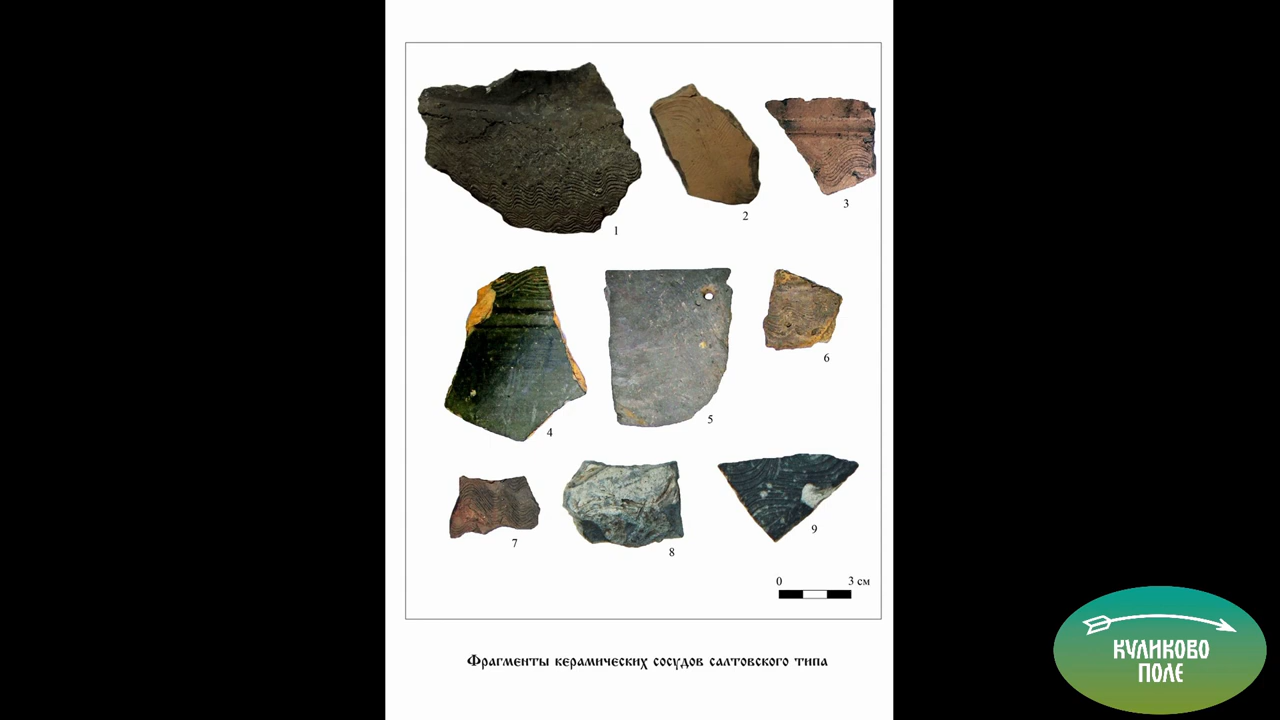 1
2
3
4
5
6
7
8
9
0 3 см
Фрагменты керамических сосудов салтовского типа
КУЛИКОВО
ПОЛЕ